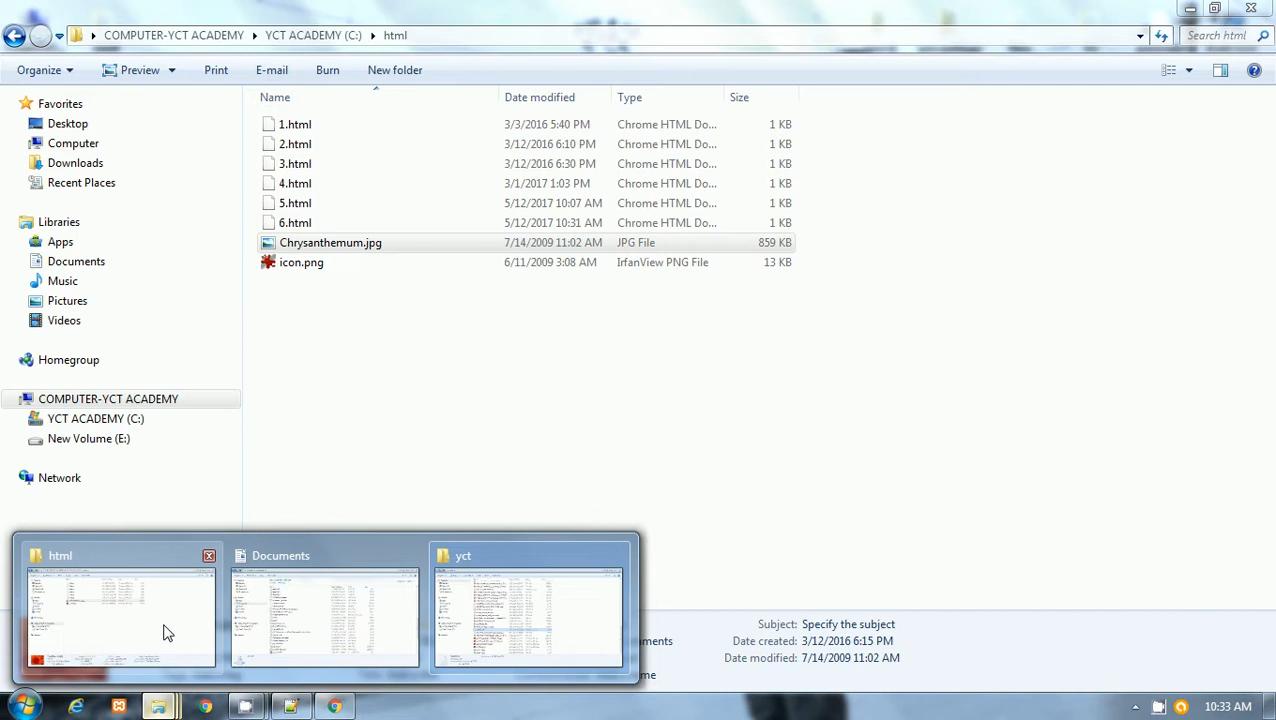 COMPUTER-YCT ACADEMY YCT ACADEMY (C:) html Search html
Organize Preview Print E-mail Burn New folder
Name Date modified Type Size
Favorites
Desktop
Computer
Downloads
Recent Places
Libraries
Apps
Documents
Music
Pictures
Videos
Homegroup
COMPUTER-YCT ACADEMY
YCT ACADEMY (C:)
New Volume (E:)
Network
1.html 3/3/2016 5:40 PM Chrome HTML Do... 1 KB
2.html 3/12/2016 6:10 PM Chrome HTML Do... 1 KB
3.html 3/12/2016 6:30 PM Chrome HTML Do... 1 KB
4.html 3/1/2017 1:03 PM Chrome HTML Do... 1 KB
5.html 5/12/2017 10:07 AM Chrome HTML Do... 1 KB
6.html 5/12/2017 10:31 AM Chrome HTML Do... 1 KB
Chrysanthemum.jpg 7/14/2009 11:02 AM JPG File 859 KB
icon.png 6/11/2009 3:08 AM IrfanView PNG File 13 KB
html Documents yct
Subject: Specify the subject
Date created: 3/12/2016 6:15 PM
Date modified: 7/14/2009 11:02 AM
10:33 AM